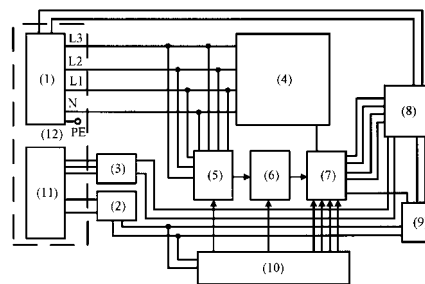 L3
(1)
L2
(4)
L1
(8)
N
(12)
PE
(3)
(5)
(6)
(7)
(11)
(2)
(9)
(10)